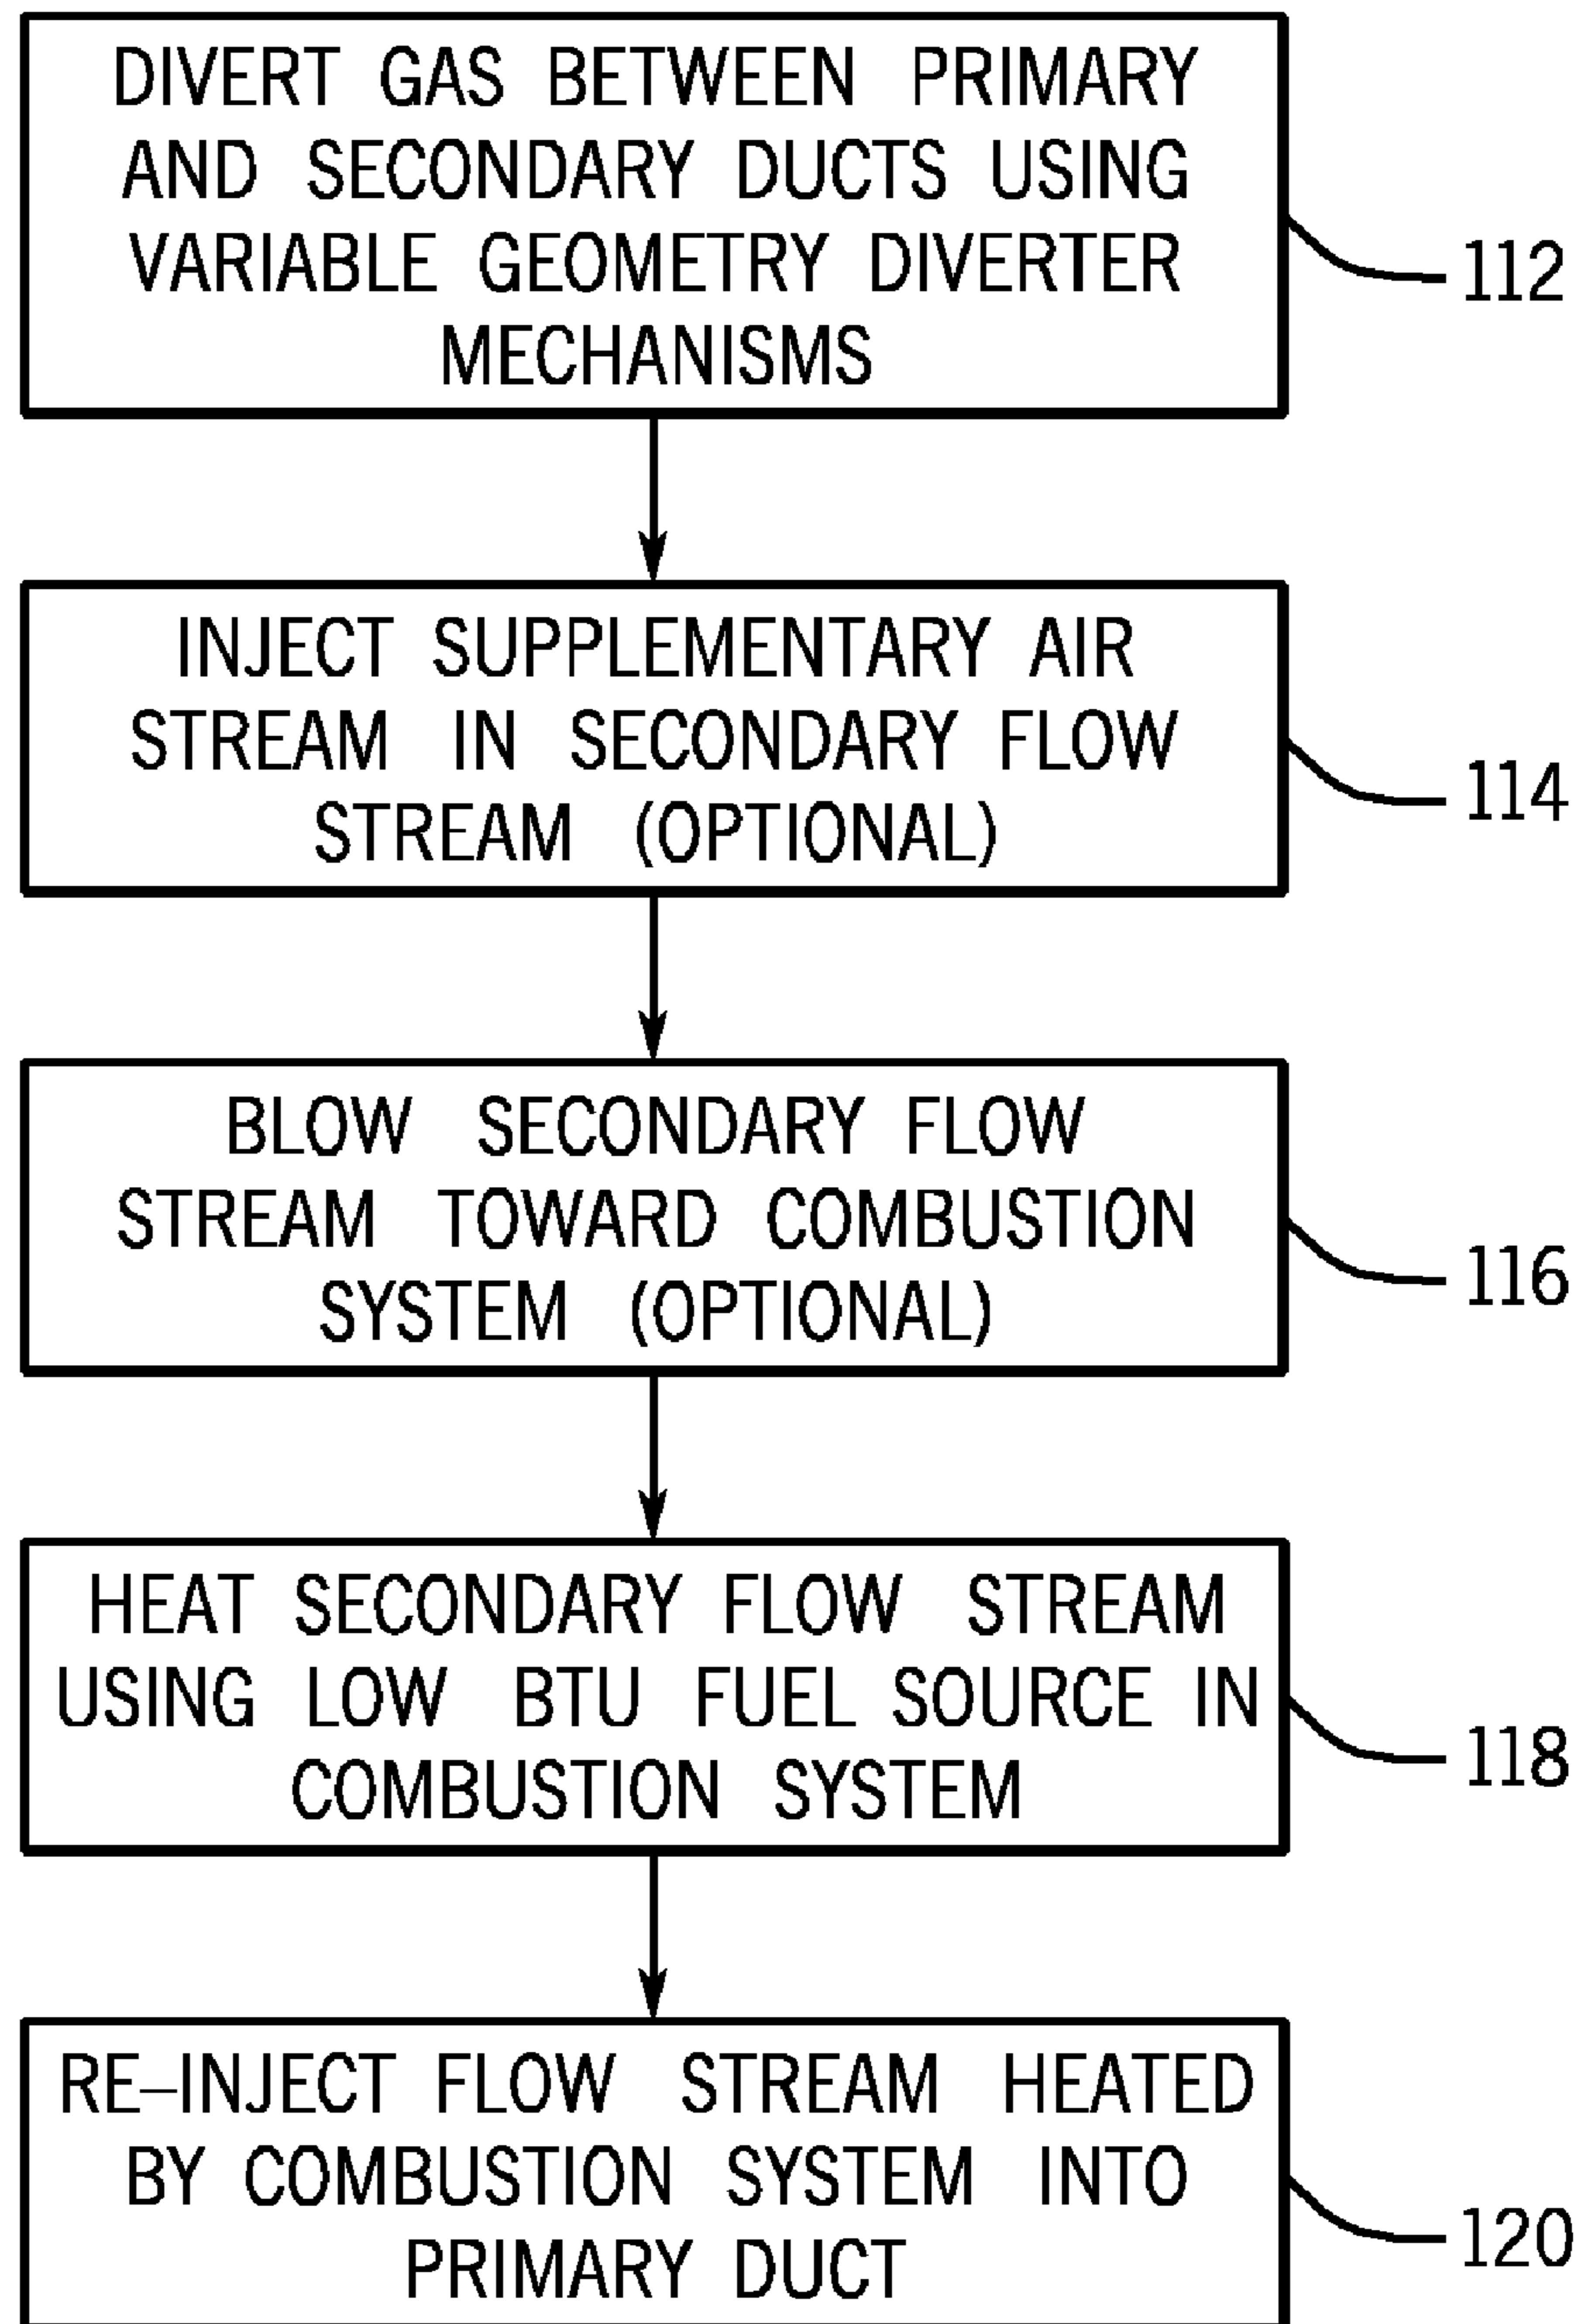 DIVERT GAS BETWEEN PRIMARY
AND SECONDARY DUCTS USING
VARIABLE GEOMETRY DIVERTER
MECHANISMS
112
INJECT SUPPLEMENTARY AIR
STREAM IN SECONDARY FLOW
STREAM (OPTIONAL)
114
BLOW SECONDARY FLOW
STREAM TOWARD COMBUSTION
SYSTEM (OPTIONAL)
116
HEAT SECONDARY FLOW STREAM
USING LOW BTU FUEL SOURCE IN
COMBUSTION SYSTEM
118
RE–INJECT FLOW STREAM HEATED
BY COMBUSTION SYSTEM INTO
PRIMARY DUCT
120